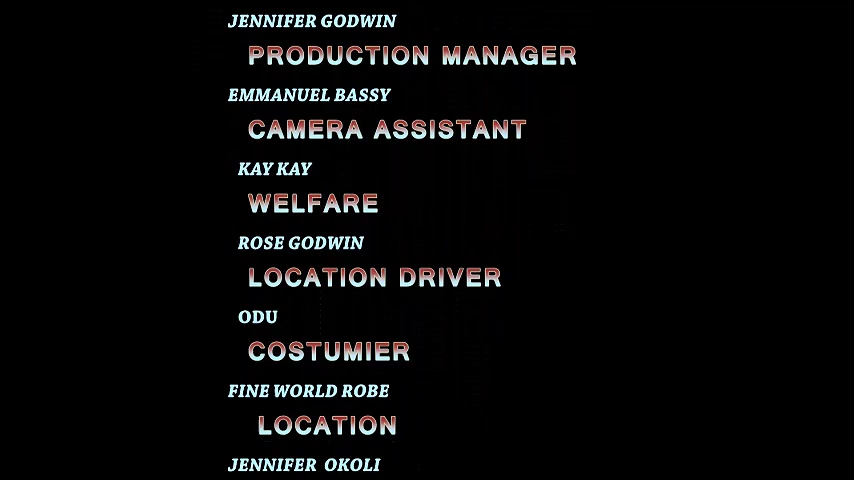 JENNIFER GODWIN
PRODUCTION MANAGER
EMMANUEL BASSY
CAMERA ASSISTANT
KAY KAY
WELFARE
ROSE GODWIN
LOCATION DRIVER
ODU
COSTUMIER
FINE WORLD ROBE
LOCATION
JENNIFER OKOLI